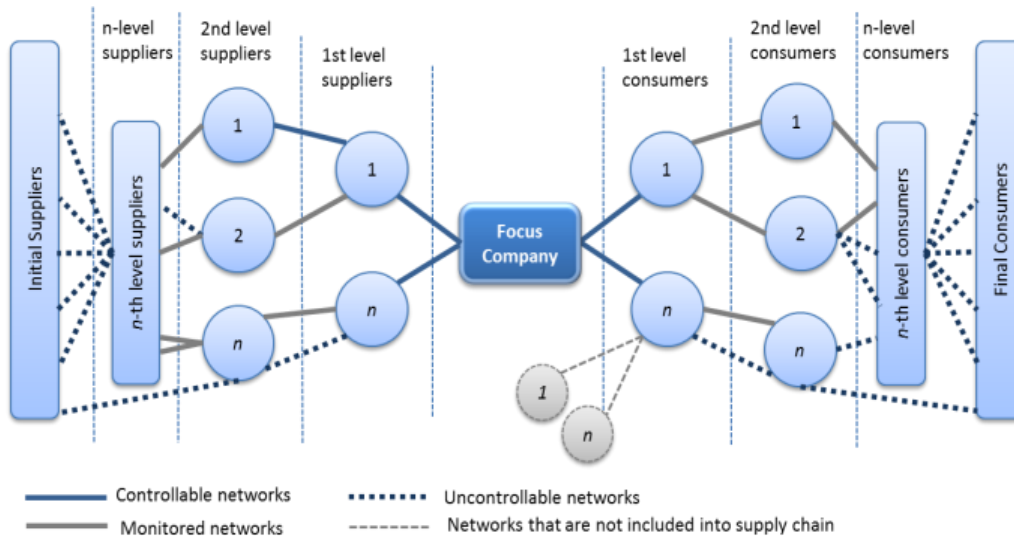 n-level
suppliers
2nd level
suppliers
1st level
suppliers
1st level
consumers
2nd level
consumers
n-level
consumers
Initial Suppliers
n-th level suppliers
1
2
n
1
n
Focus
Company
1
n
1
n
1
2
n
n-th level consumers
Final Consumers
Controllable networks
Monitored networks
Uncontrollable networks
Networks that are not included into supply chain